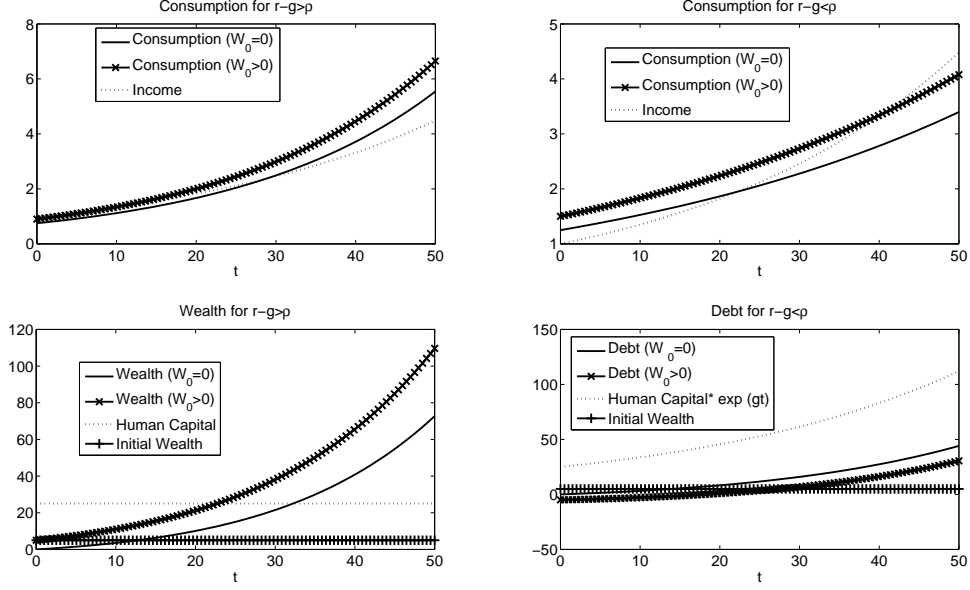 Consumption for r−g>ρ
8
6
4
2
0
Consumption (W0=0)
Consumption (W0>0)
Income
0 10 20 30 40 50
t
Consumption for r−g<ρ
5
4
3
2
1
Consumption (W0=0)
Consumption (W0>0)
Income
0 10 20 30 40 50
t
Wealth for r−g>ρ
120
100
80
60
40
20
0
Wealth (W0=0)
Wealth (W0>0)
Human Capital
Initial Wealth
0 10 20 30 40 50
t
Debt for r−g<ρ
150
100
50
0
−50
Debt (W0=0)
Debt (W0>0)
Human Capital* exp (gt)
Initial Wealth
0 10 20 30 40 50
t